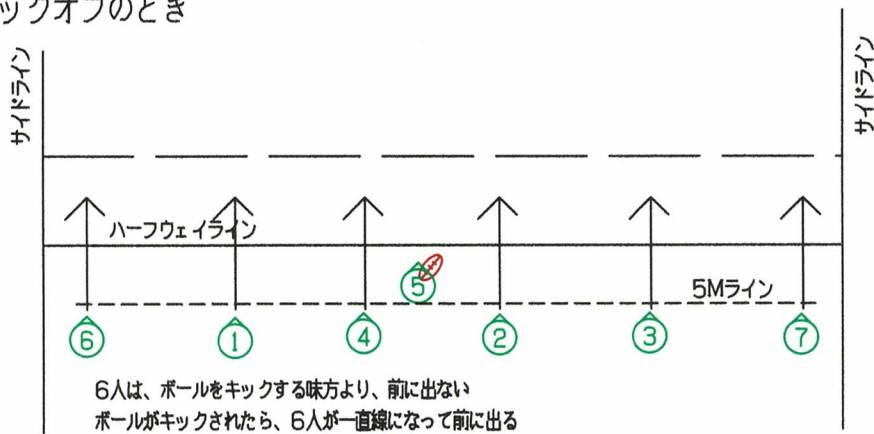 ックオフのとき
サイドライン
サイドライン
ハーフウェイライン
5
5Mライン
6
1
4
2
3
7
6人は、ボールをキックする味方より、前に出ない
ボールがキックされたら、6人が一直線になって前に出る